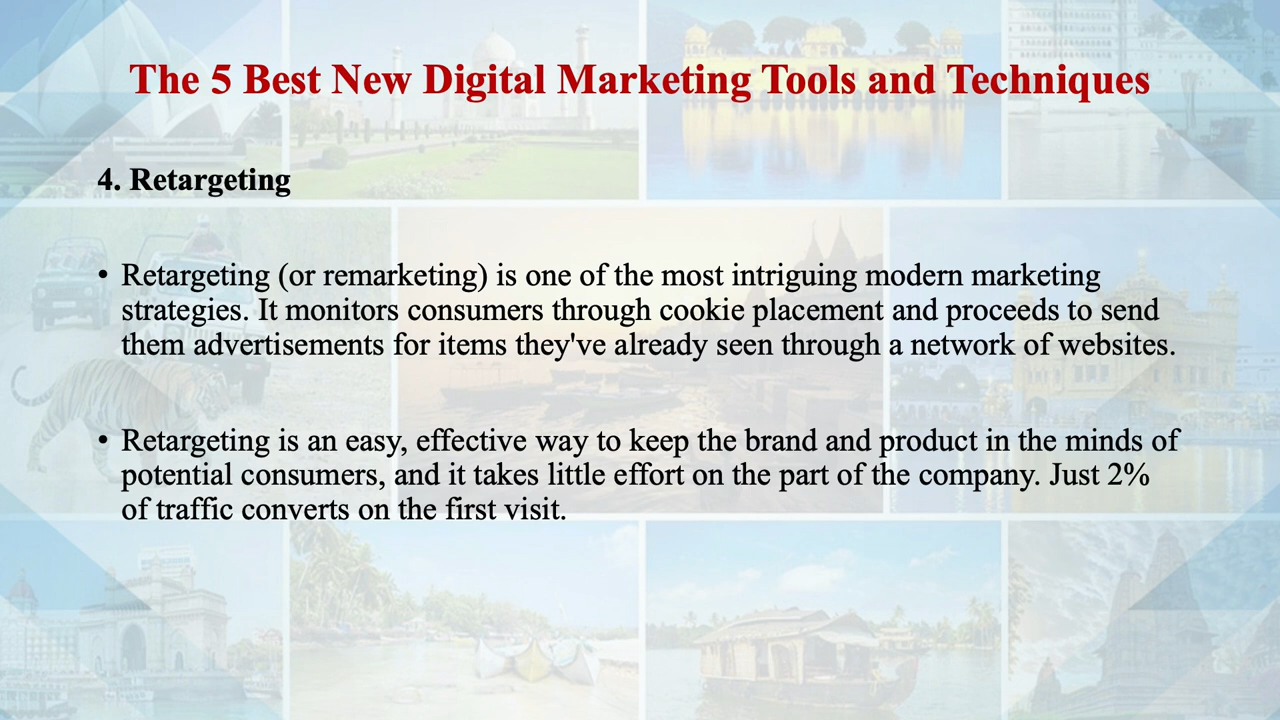 The 5 Best New Digital Marketing Tools and Techniques
4. Retargeting
• Retargeting (or remarketing) is one of the most intriguing modern marketing
strategies. It monitors consumers through cookie placement and proceeds to send
them advertisements for items they've already seen through a network of websites.
• Retargeting is an easy, effective way to keep the brand and product in the minds of
potential consumers, and it takes little effort on the part of the company. Just 2%
of traffic converts on the first visit.